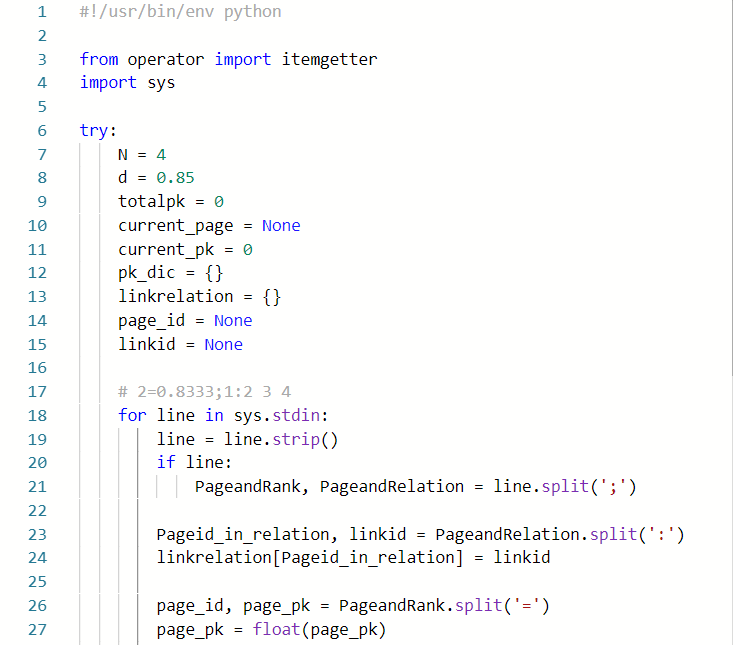 1 #!/usr/bin/env python
2
3 from operator import itemgetter
4 import sys
5
6 try:
7     N = 4
8     d = 0.85
9     totalpk = 0
10     current_page = None
11     current_pk = 0
12     pk_dic = {}
13     linkrelation = {}
14     page_id = None
15     linkid = None
16
17     # 2=0.8333;1:2 3 4
18     for line in sys.stdin:
19         line = line.strip()
20         if line:
21             PageandRank, PageandRelation = line.split(';')
22
23         Pageid_in_relation, linkid = PageandRelation.split(':')
24         linkrelation[Pageid_in_relation] = linkid
25
26         page_id, page_pk = PageandRank.split('=')
27         page_pk = float(page_pk)